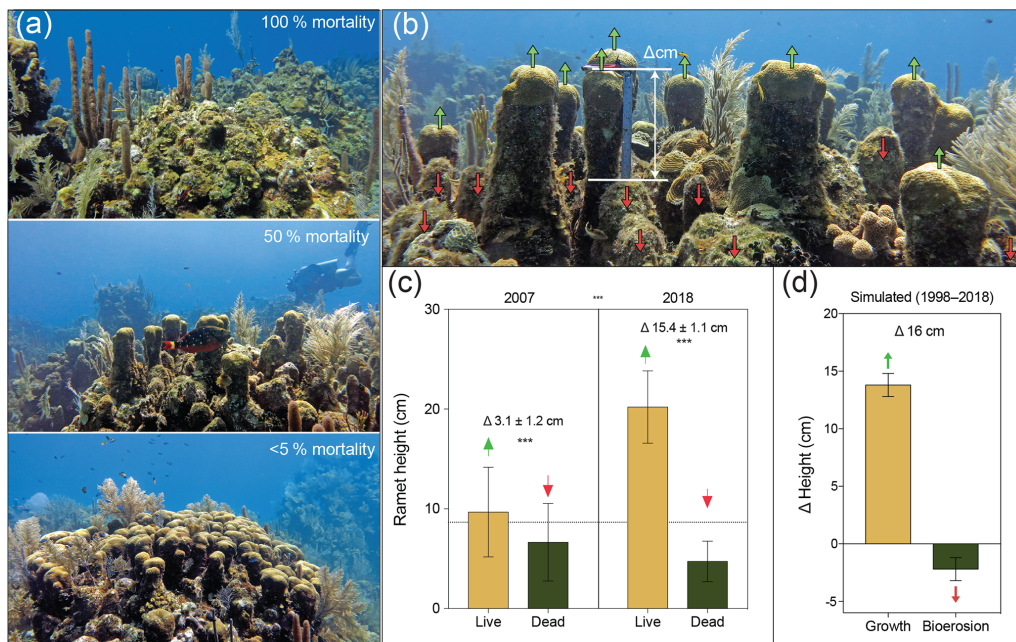 (a)
100 % mortality
50 % mortality
<5 % mortality
(b)
Δcm
(c)
2007
***
2018
Δ 15.4 ± 1.1 cm
***
Δ 3.1 ± 1.2 cm
***
Ramet height (cm)
30
20
10
0
Live
Dead
Live
Dead
(d)
Simulated (1998–2018)
Δ 16 cm
Δ Height (cm)
20
15
10
5
0
-5
Growth
Bioerosion